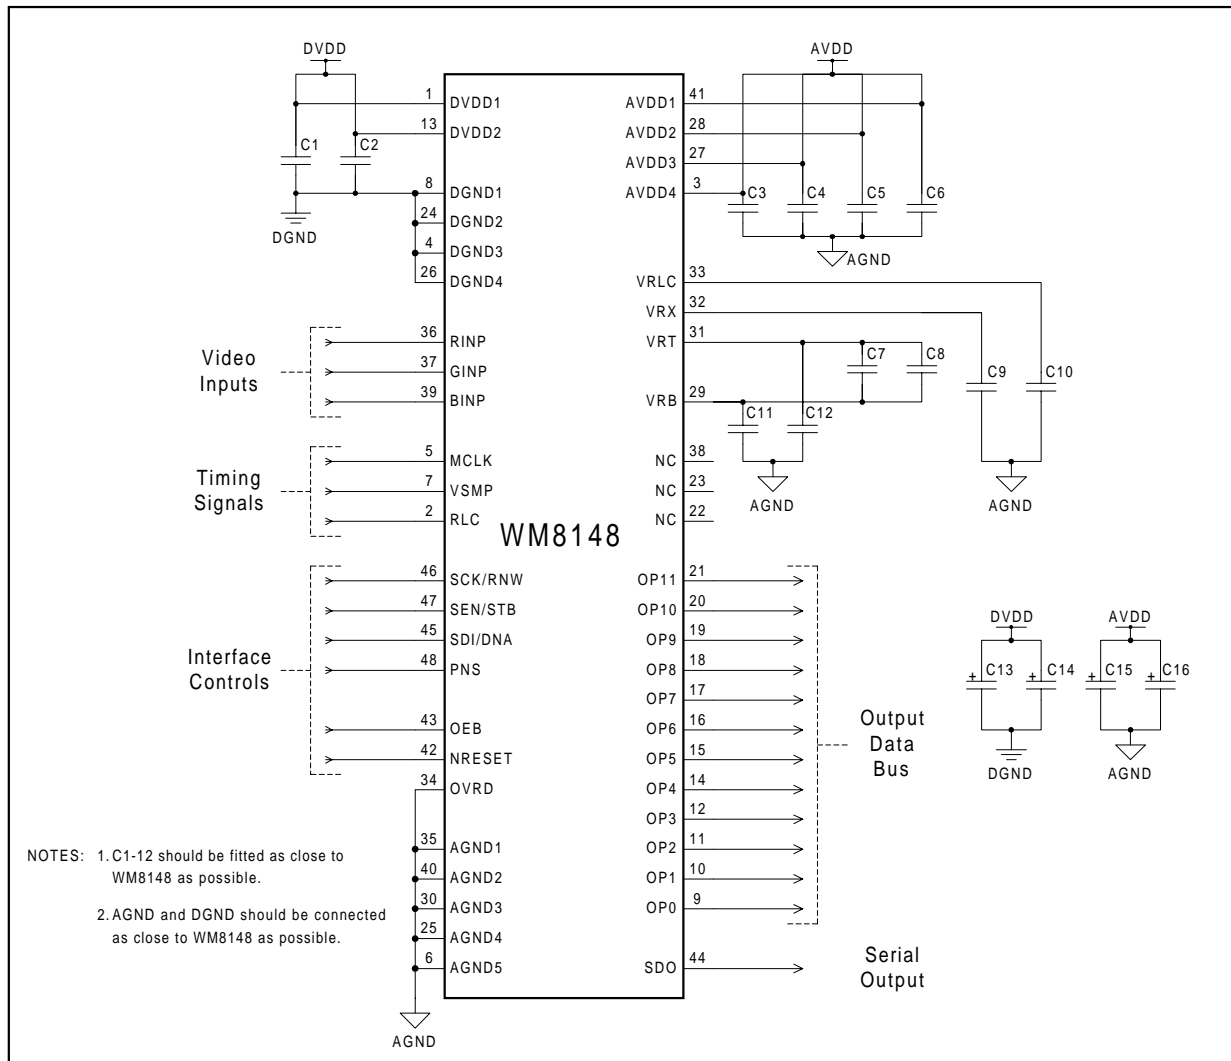 DVDD
AVDD
1 DVDD1
13 DVDD2
C1
C2
8 DGND1
24 DGND2
4 DGND3
26 DGND4
DGND
AVDD1 41
AVDD2 28
AVDD3 27
AVDD4 3
C3
C4
C5
C6
AGND
VRLC 33
VRX 32
VRT 31
VRB 29
C7
C8
C9
C10
C11
C12
AGND
AGND
Video
Inputs
36 RINP
37 GINP
39 BINP
Timing
Signals
5 MCLK
7 VSMP
2 RLC
NC 38
NC 23
NC 22
WM8148
Interface
Controls
46 SCK/RNW
47 SEN/STB
45 SDI/DNA
48 PNS
43 OEB
42 NRESET
34 OVRD
35 AGND1
40 AGND2
30 AGND3
25 AGND4
6 AGND5
AGND
OP11 21
OP10 20
OP9 19
OP8 18
OP7 17
OP6 16
OP5 15
OP4 14
OP3 12
OP2 11
OP1 10
OP0 9
SDO 44
Output
Data
Bus
Serial
Output
DVDD
+ C13
+ C14
DGND
AVDD
+ C15
+ C16
AGND
NOTES: 1. C1-12 should be fitted as close to
WM8148 as possible.
2. AGND and DGND should be connected
as close to WM8148 as possible.